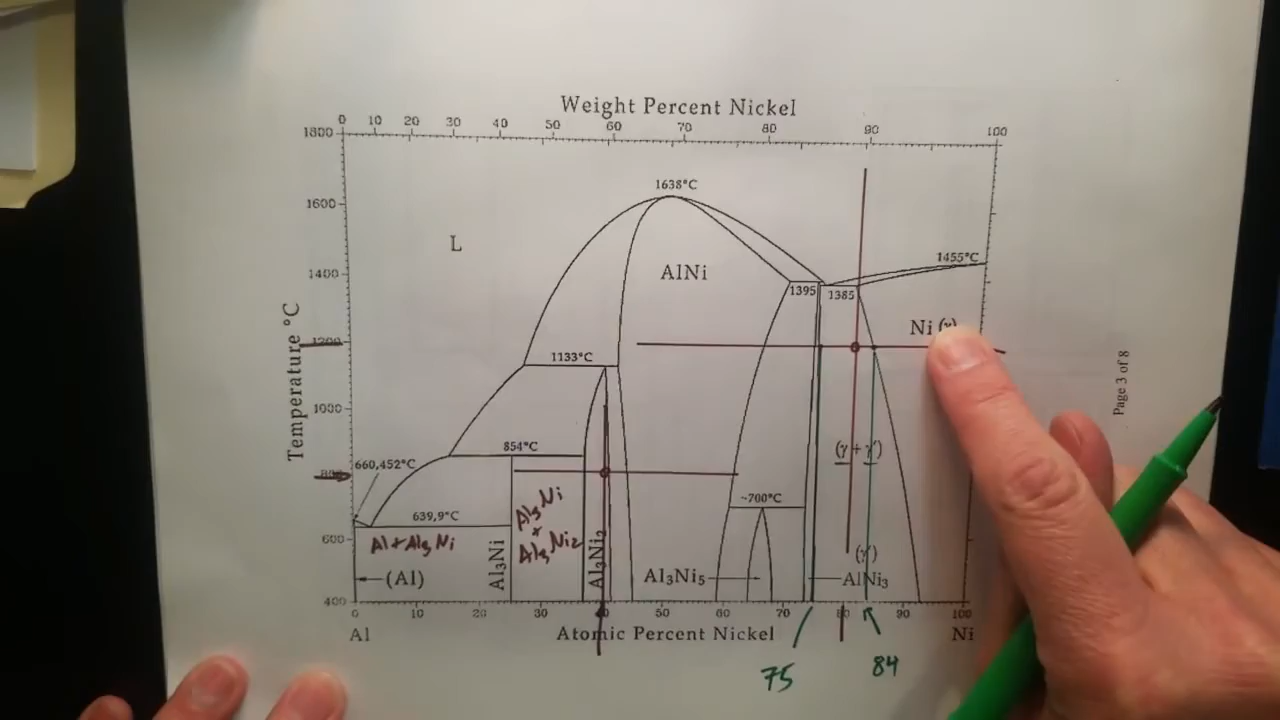 Weight Percent Nickel
0 10 20 30 40 50 60 70 80 90 100
1800
1638°C
1600
L
AlNi
1455°C
1400
1395 1385
Ni (γ)
Temperature °C
1200
1133°C
Page 3 of 8
1000
854°C
(γ + γ')
660,452°C
800
~700°C
639,9°C
Al₃Ni
+
Al₃Ni₂
600
Al + Al₃Ni
Al₃Ni
Al₃Ni₂
(γ')
(Al)
Al₃Ni₅
AlNi₃
400
0 10 20 30 40 50 60 70 80 90 100
Al
Atomic Percent Nickel
Ni
75
84